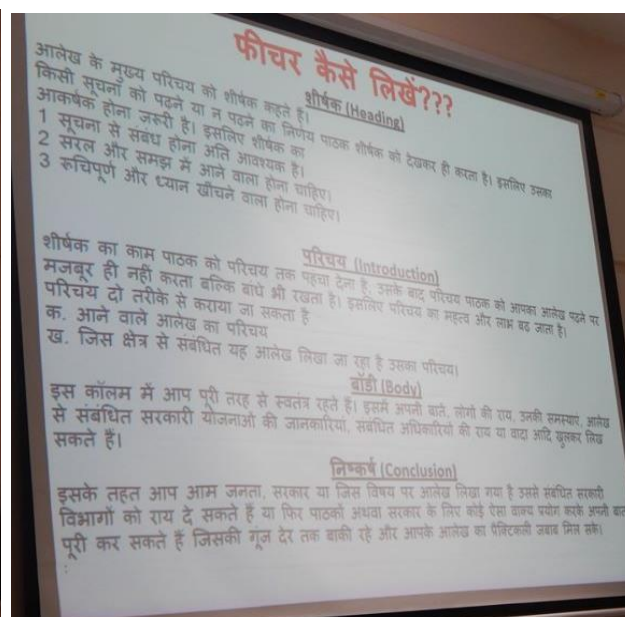 फीचर कैसे लिखें???
शीर्षक (Heading)
आलेख के मुख्य परिचय को शीर्षक कहते हैं।
किसी सूचना को पढने या न पढने का निर्णय पाठक शीर्षक को देखकर ही करता है। इसलिए उसका
आकर्षक होना ज़रूरी है। इसलिए शीर्षक का
1 सूचना से संबंध होना अति आवश्यक है।
2 सरल और समझ में आने वाला होना चाहिए।
3 रूचिपूर्ण और ध्यान खींचने वाला होना चाहिए।
परिचय (Introduction)
शीर्षक का काम पाठक को परिचय तक पहुंचा देना है, उसके बाद परिचय पाठक को आपका आलेख पढने पर
मजबूर ही नहीं करता बल्कि बांधे भी रखता है। इसलिए परिचय का महत्व और लाभ बढ जाता है।
परिचय दो तरीके से कराया जा सकता है
क. आने वाले आलेख का परिचय
ख. जिस क्षेत्र से संबंधित यह आलेख लिखा जा रहा है उसका परिचय।
बॉडी (Body)
इस कॉलम में आप पूरी तरह से स्वतंत्र रहते हैं। इसमें अपनी बातें, लोगों की राय, उनकी समस्याएं, आलेख
से संबंधित सरकारी योजनाओं की जानकारियां, संबंधित अधिकारियों की राय या वादा आदि खुलकर लिख
सकते हैं।
निष्कर्ष (Conclusion)
इसके तहत आप आम जनता, सरकार या जिस विषय पर आलेख लिखा गया है उससे संबंधित सरकारी
विभागों को राय दे सकते हैं या फिर पाठकों अथवा सरकार के लिए कोई ऐसा वाक्य प्रयोग करके अपनी बात
पूरी कर सकते हैं जिसकी गूंज देर तक बाकी रहे और आपके आलेख का प्रैक्टिकली जवाब मिल सके।